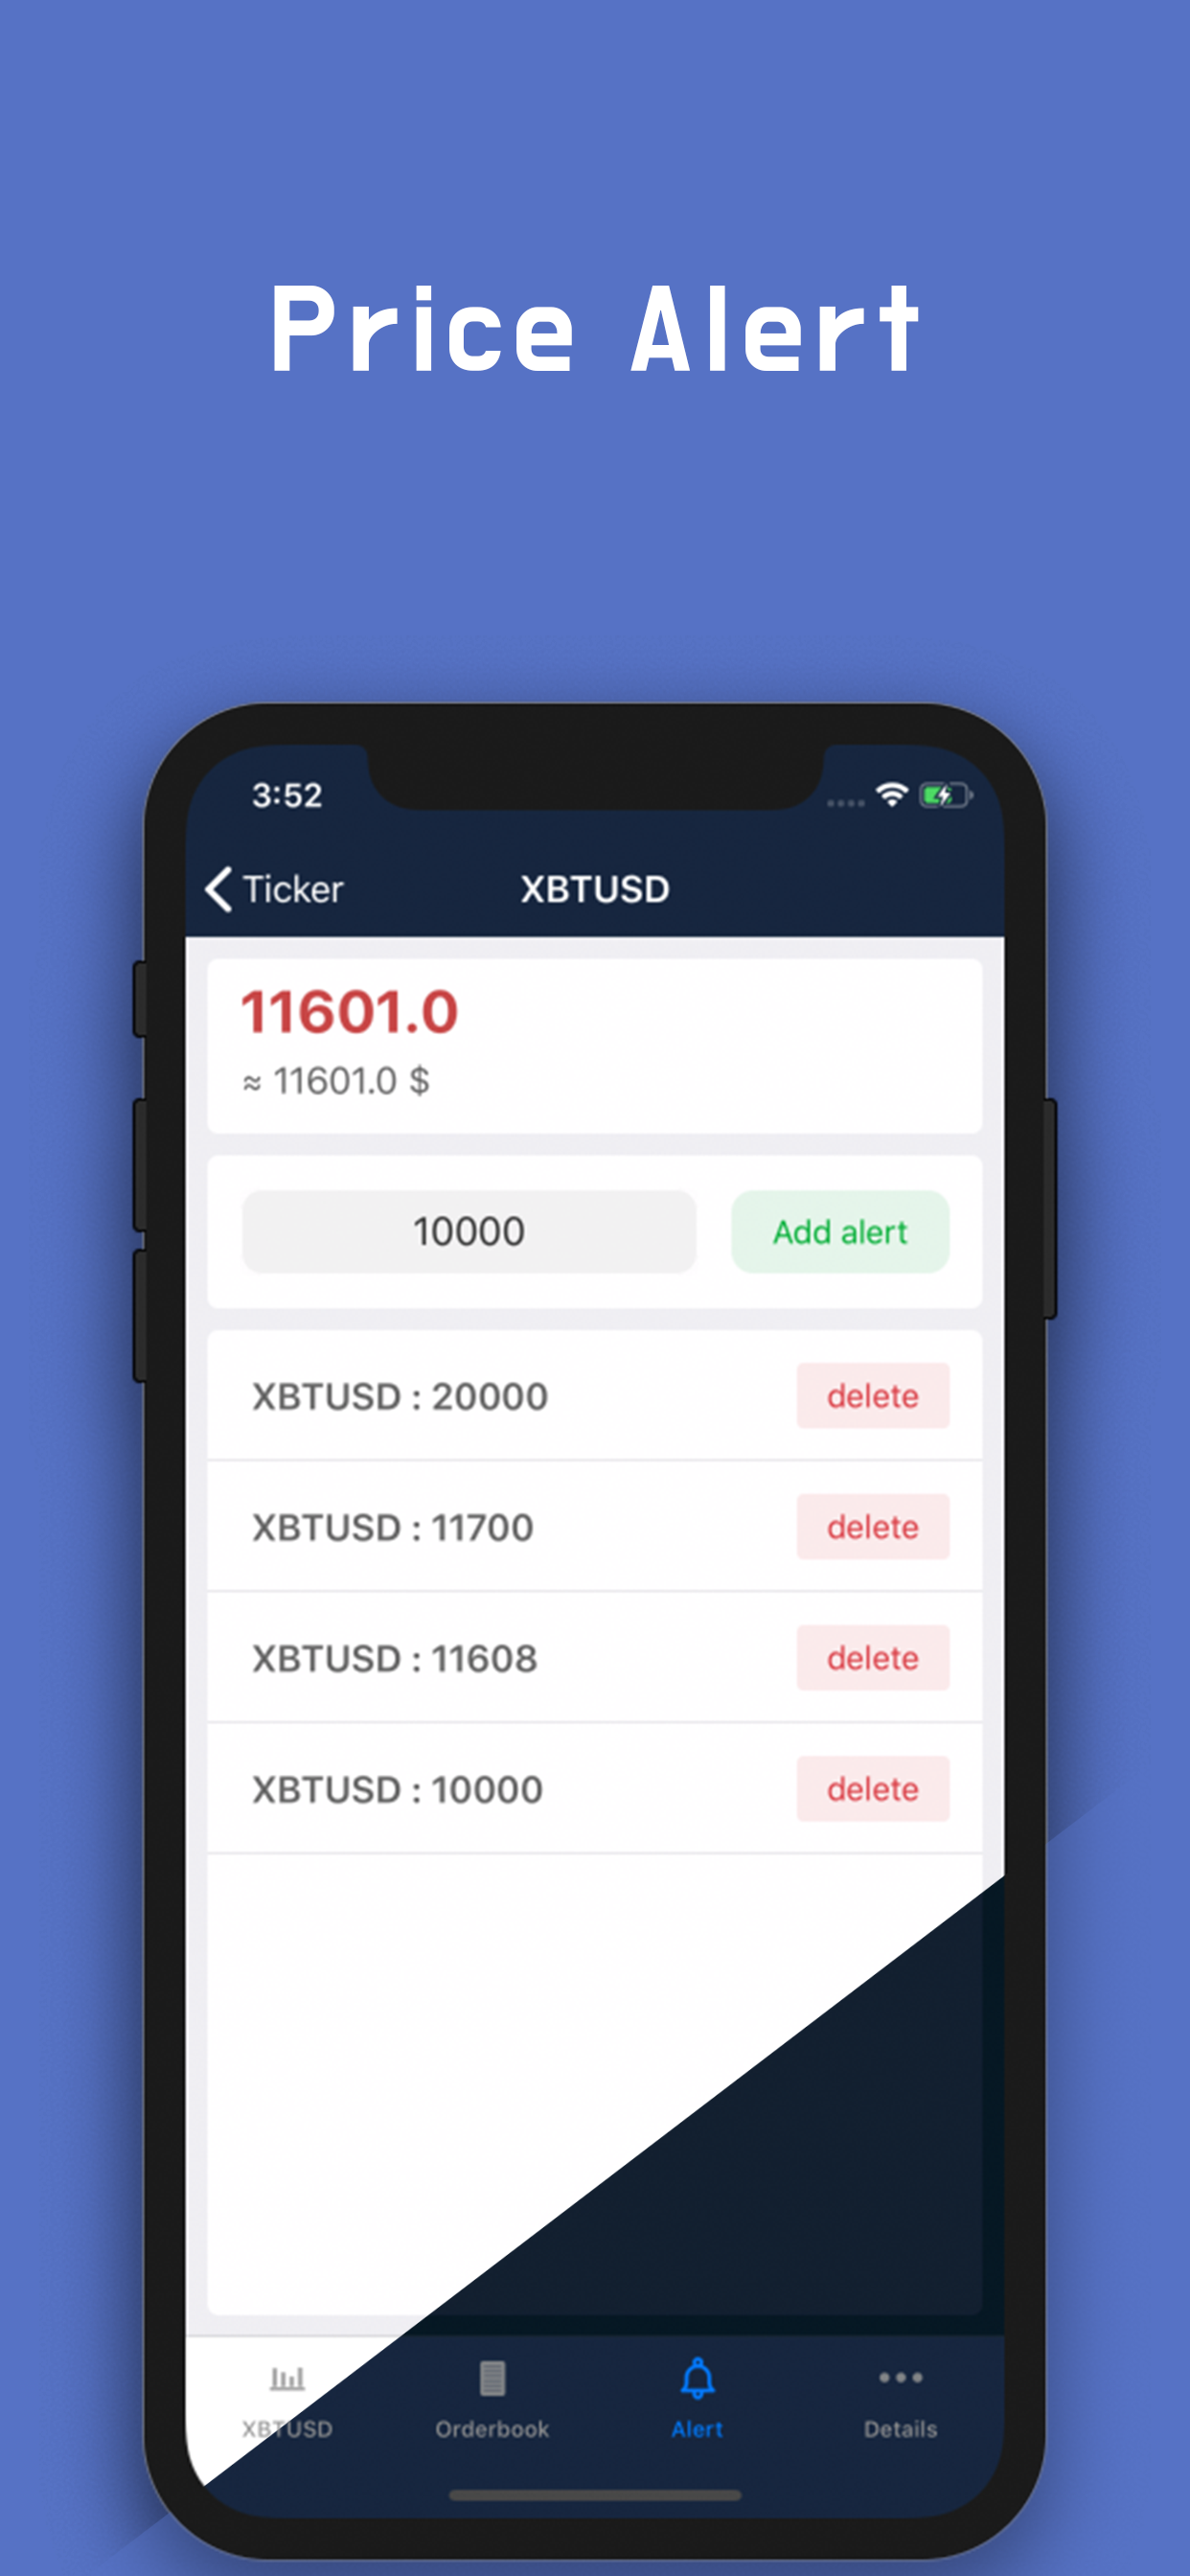 Price Alert
3:52
Ticker
XBTUSD
11601.0
≈ 11601.0 $
10000
Add alert
XBTUSD : 20000
delete
XBTUSD : 11700
delete
XBTUSD : 11608
delete
XBTUSD : 10000
delete
XBTUSD
Orderbook
Alert
Details